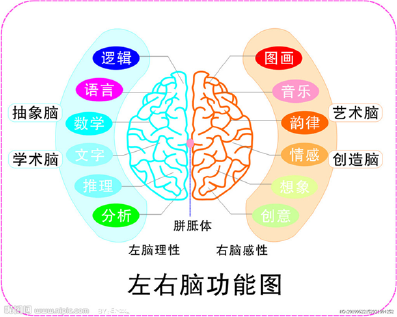 逻辑
语言
数学
文字
推理
分析
图画
音乐
韵律
情感
想象
创意
抽象脑
学术脑
艺术脑
创造脑
胼胝体
左脑理性
右脑感性
左右脑功能图